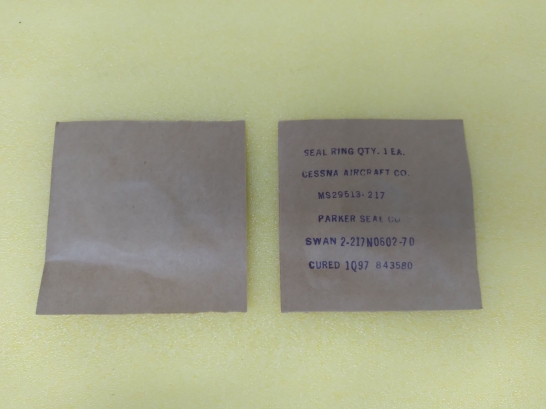 SEAL RING QTY. 1 EA.
CESSNA AIRCRAFT CO.
MS29513-217
PARKER SEAL CO
SWAN 2-217N0602-70
CURED 1Q97 843580